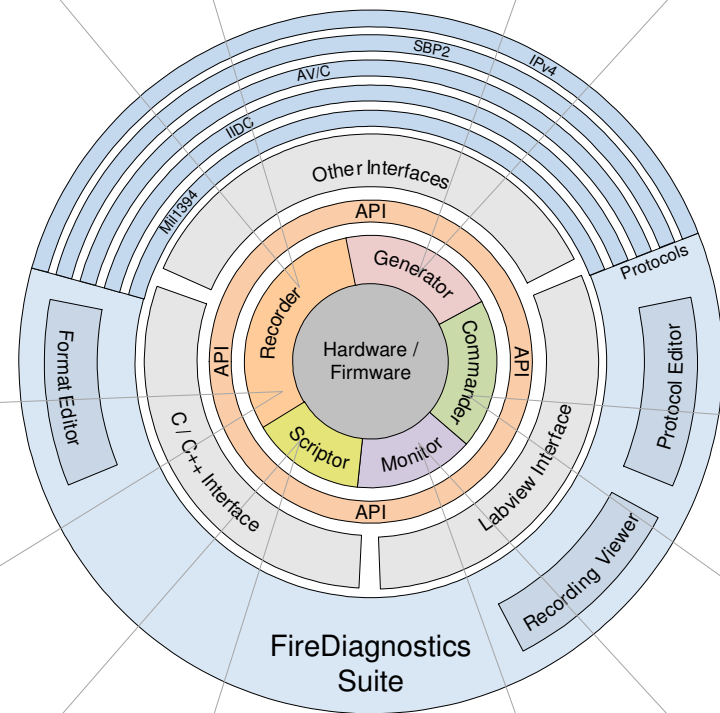 IPv4
SBP2
AV/C
IIDC
Mil1394
Protocols
Other Interfaces
API
Generator
Recorder
Hardware /
Firmware
Commander
API
API
Scriptor
Monitor
API
Format Editor
Protocol Editor
C / C++ Interface
Labview Interface
Recording Viewer
FireDiagnostics
Suite